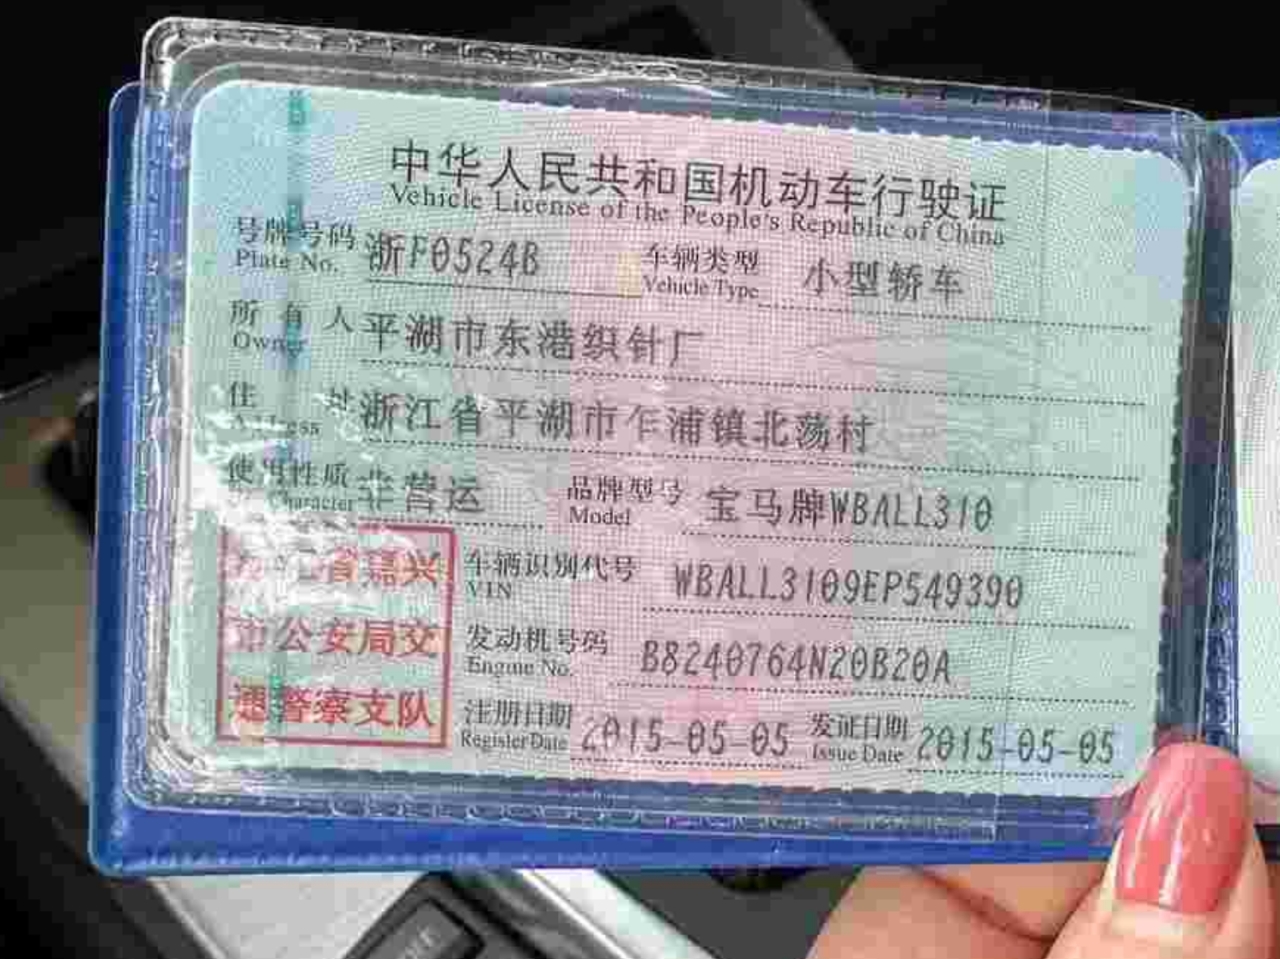 中华人民共和国机动车行驶证
Vehicle License of the People's Republic of China
号牌号码 浙F0524B 车辆类型 小型轿车
Plate No. Vehicle Type
所有人 平湖市东港织针厂
Owner
住址 浙江省平湖市乍浦镇北荡村
Address
使用性质 非营运 品牌型号 宝马牌WBALL310
Character Model
车辆识别代号 WBALL3109EP549390
VIN
发动机号码 B8240764N20B20A
Engine No.
注册日期 2015-05-05 发证日期 2015-05-05
Register Date Issue Date
省嘉兴
市公安局交
通警察支队